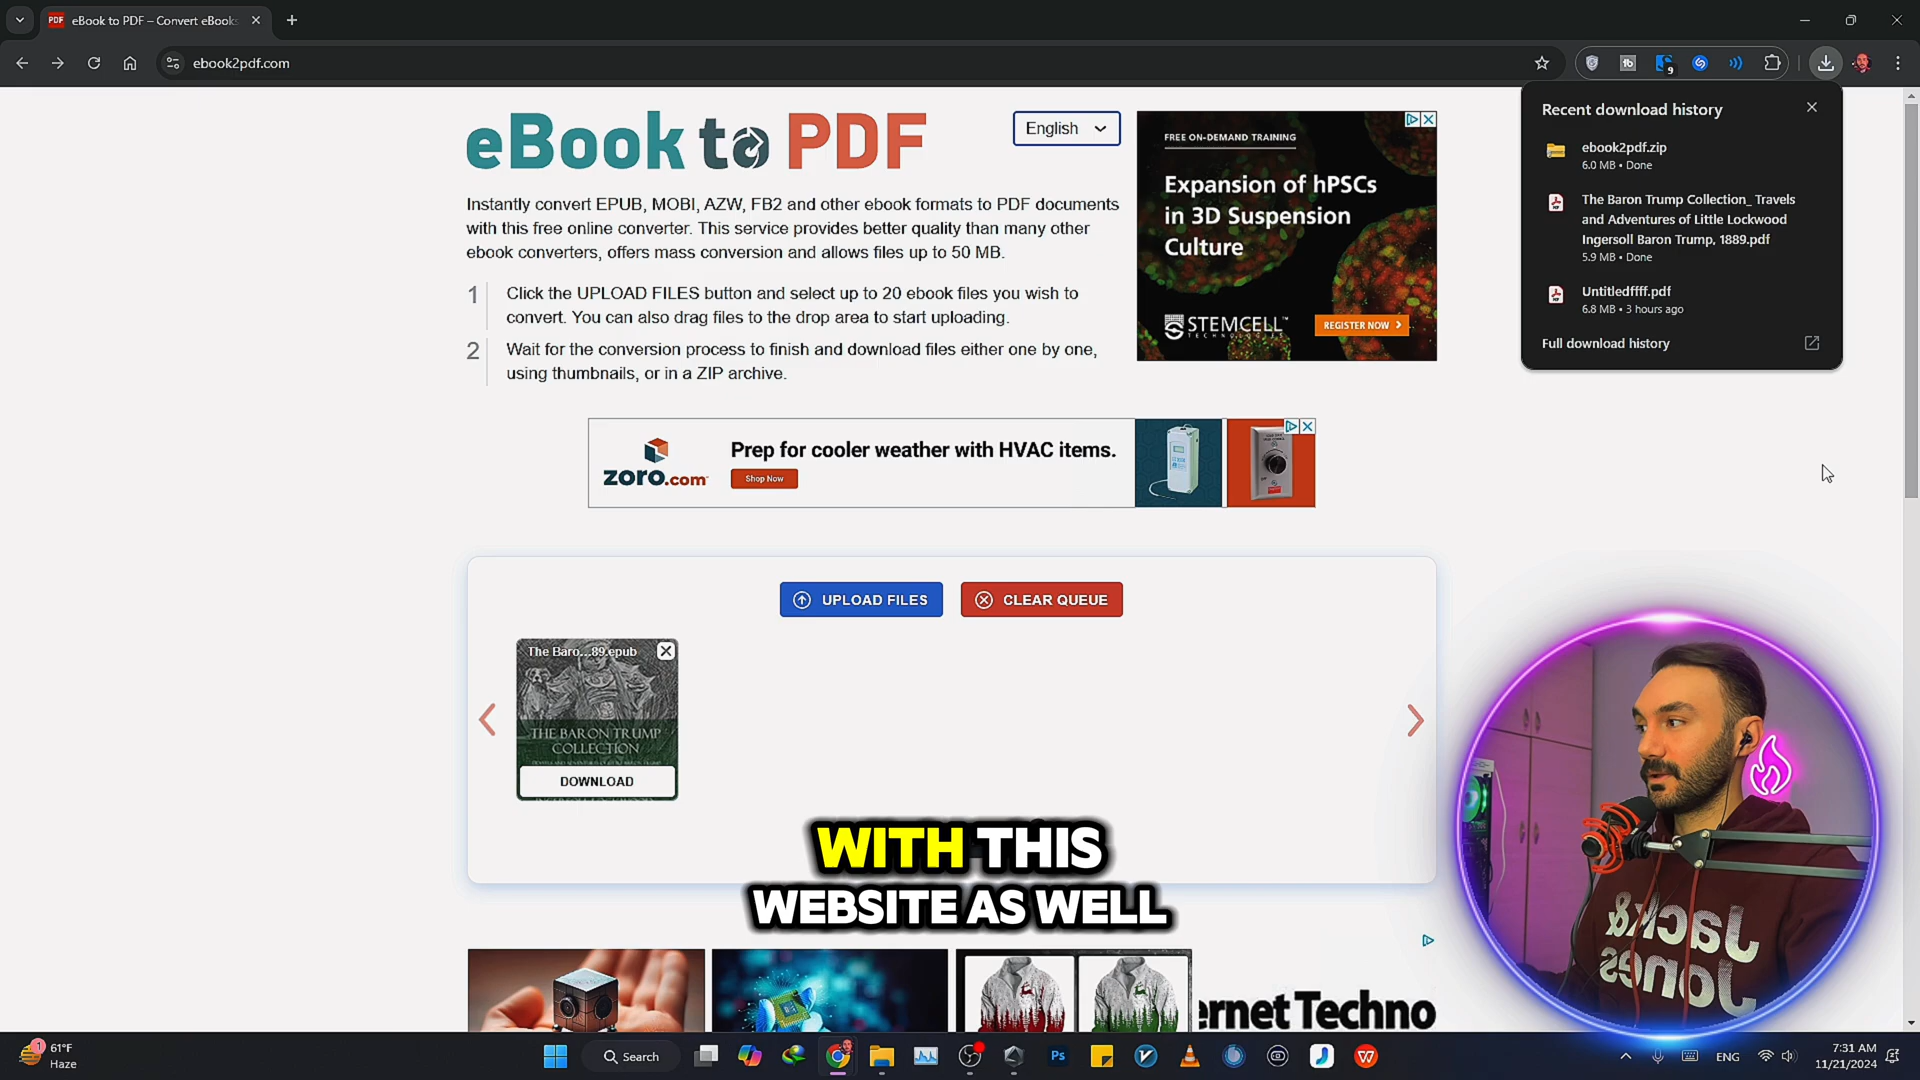 PDF eBook to PDF – Convert eBooks
ebook2pdf.com
9
eBook to PDF
English
Instantly convert EPUB, MOBI, AZW, FB2 and other ebook formats to PDF documents
with this free online converter. This service provides better quality than many other
ebook converters, offers mass conversion and allows files up to 50 MB.
1 Click the UPLOAD FILES button and select up to 20 ebook files you wish to
convert. You can also drag files to the drop area to start uploading.
2 Wait for the conversion process to finish and download files either one by one,
using thumbnails, or in a ZIP archive.
FREE ON-DEMAND TRAINING
Expansion of hPSCs
in 3D Suspension
Culture
STEMCELL™
TECHNOLOGIES
REGISTER NOW
Recent download history
ebook2pdf.zip
6.0 MB • Done
The Baron Trump Collection_ Travels
and Adventures of Little Lockwood
Ingersoll Baron Trump, 1889.pdf
5.9 MB • Done
Untitledffff.pdf
6.8 MB • 3 hours ago
Full download history
zoro.com
Prep for cooler weather with HVAC items.
Shop Now
UPLOAD FILES
CLEAR QUEUE
The Baro...89.epub
THE BARON TRUMP
COLLECTION
DOWNLOAD
WITH THIS
WEBSITE AS WELL
Jack&
Jones
ernet Techno
1
61°F
Haze
Search
Ps
ENG
7:31 AM
11/21/2024